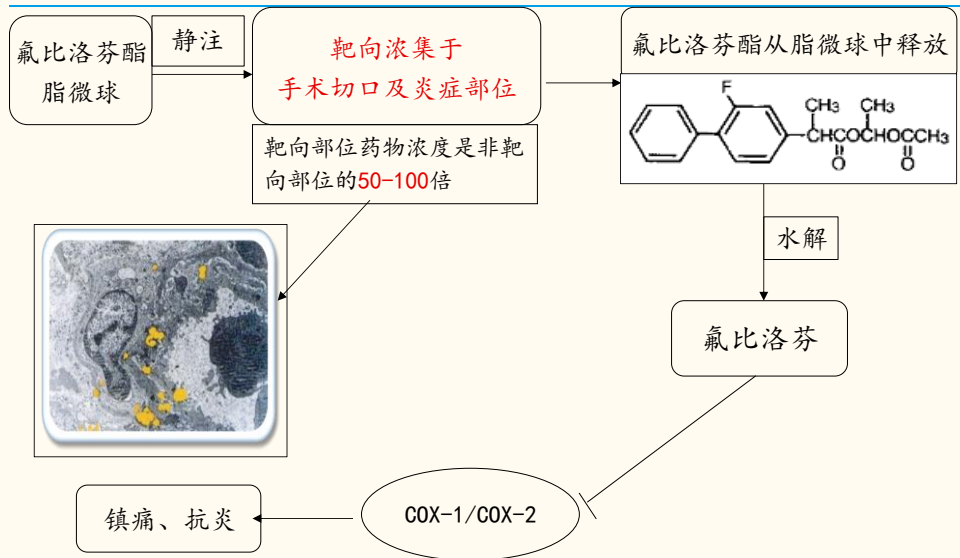 氟比洛芬酯
脂微球
静注
靶向浓集于
手术切口及炎症部位
靶向部位药物浓度是非靶
向部位的50-100倍
氟比洛芬酯从脂微球中释放
F
CH₃ CH₃
CHCOCHOCCH₃
O O
水解
氟比洛芬
COX-1/COX-2
镇痛、抗炎